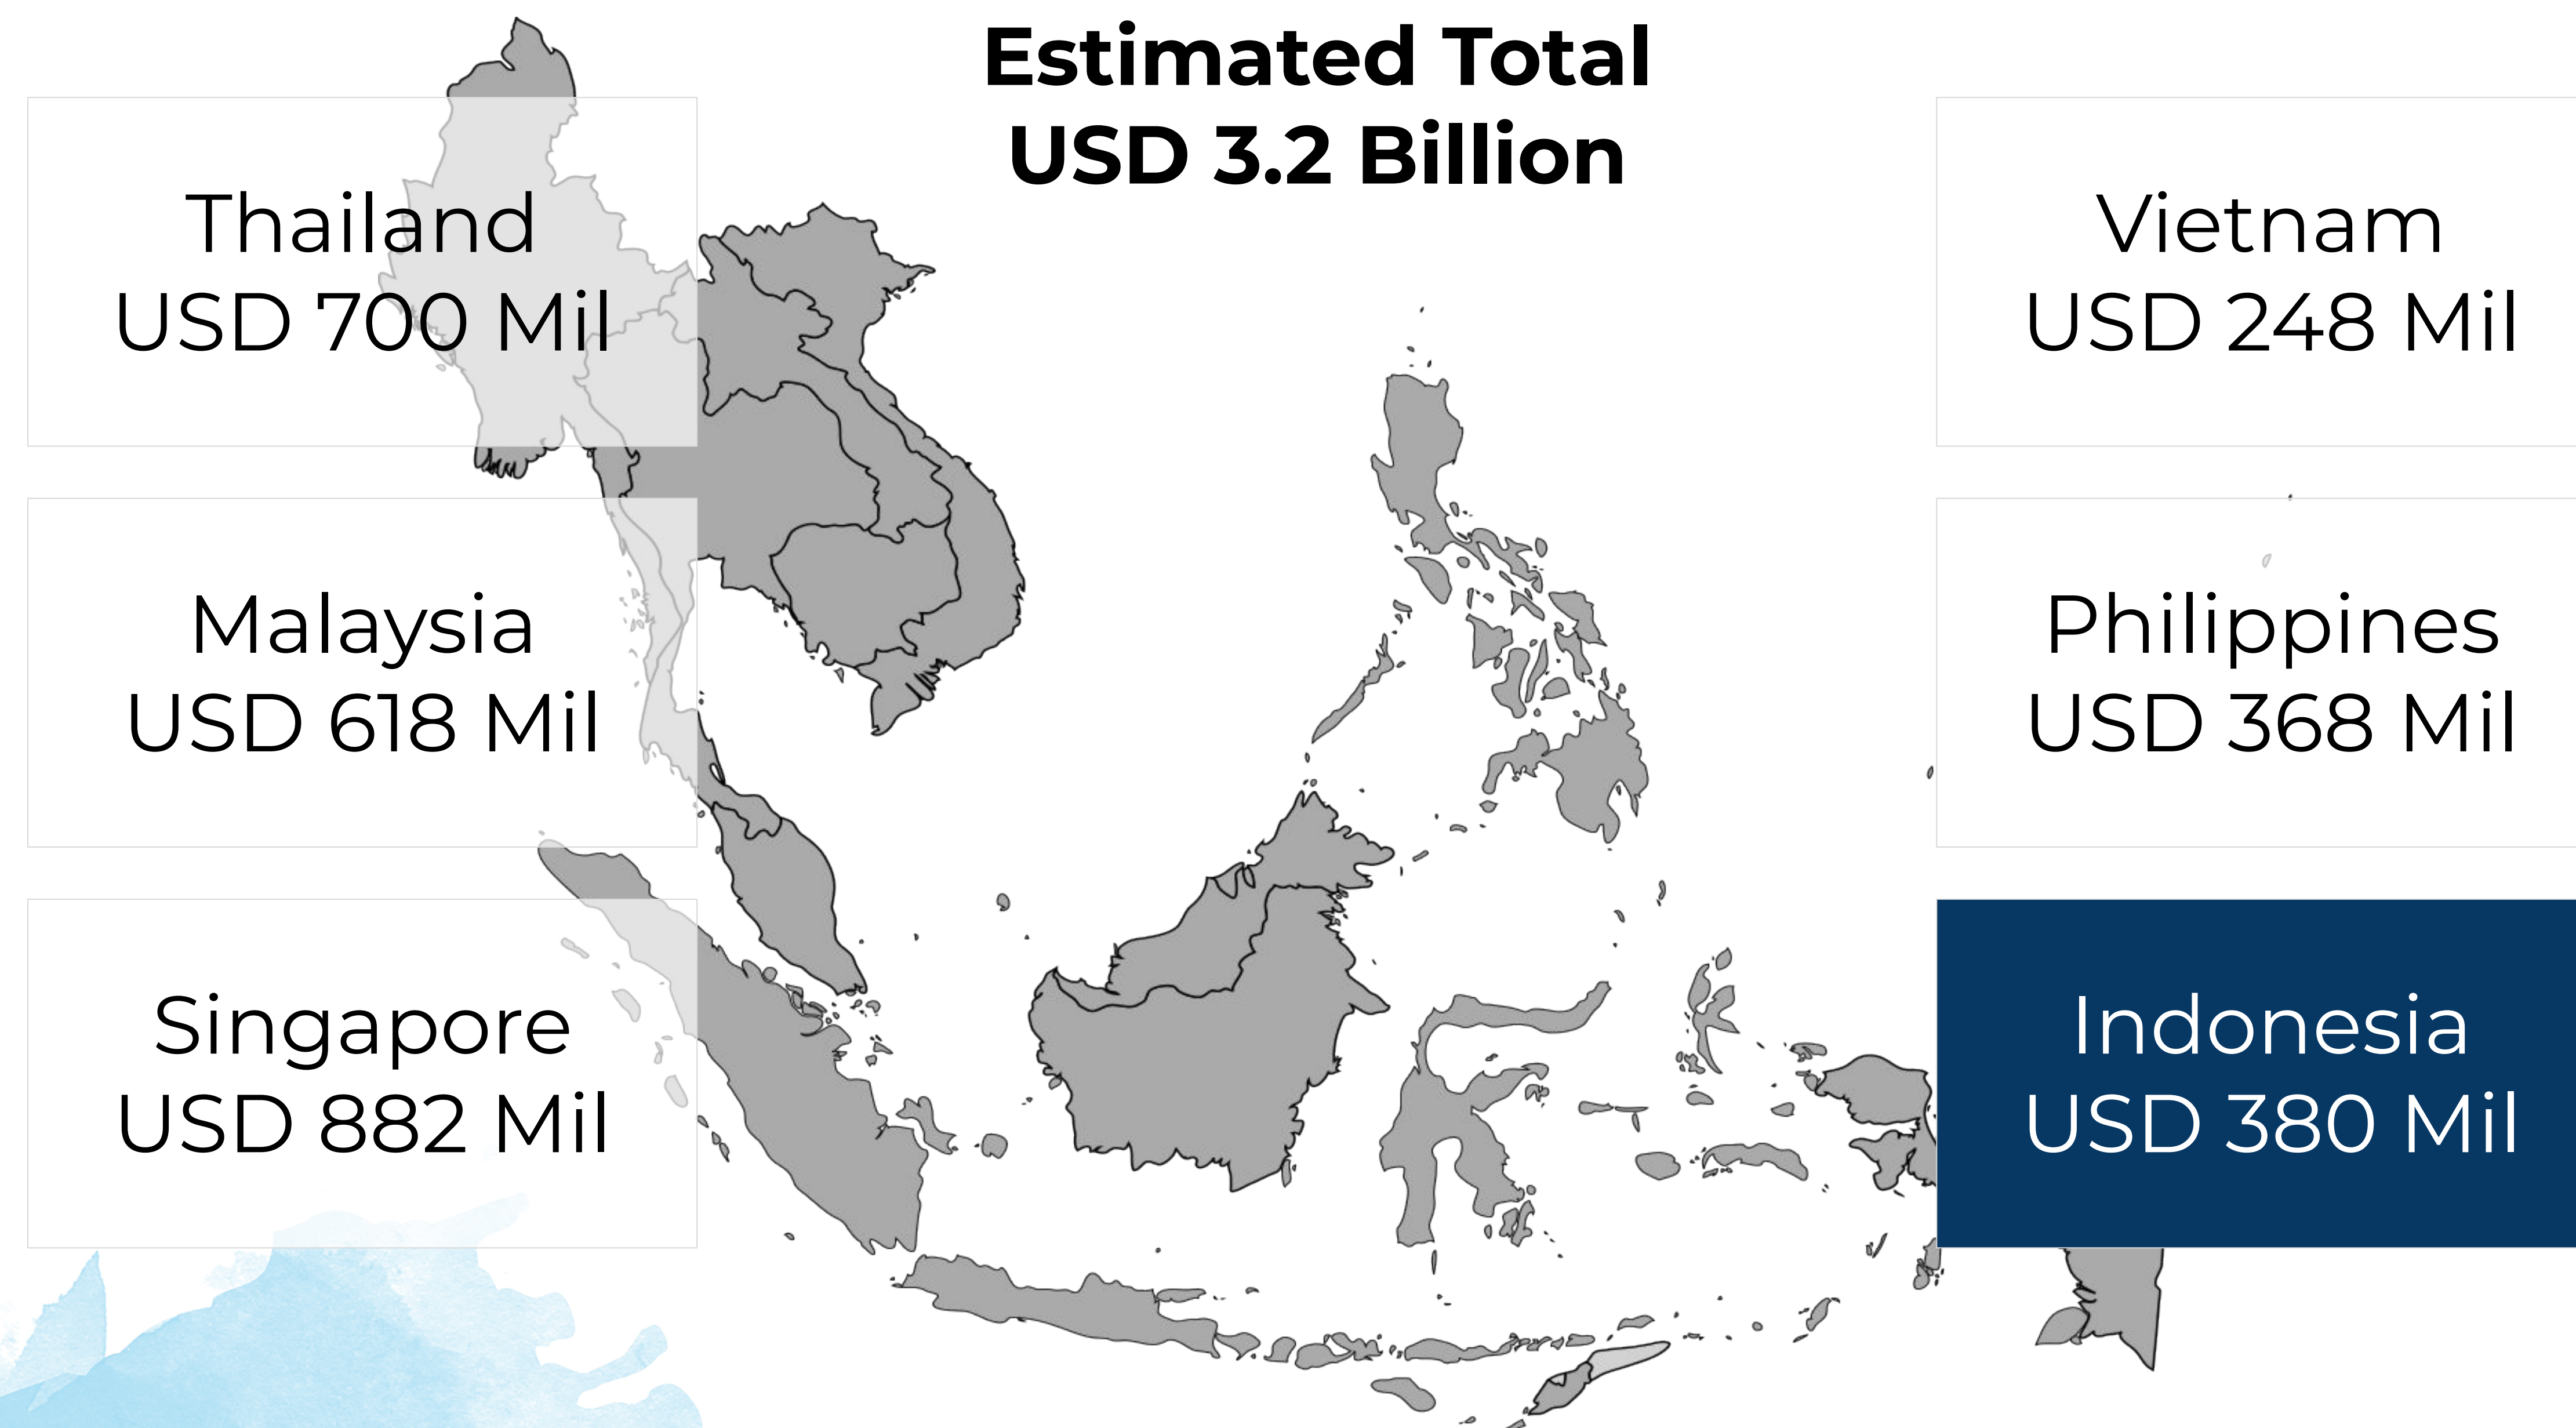 Estimated Total
USD 3.2 Billion
Thailand
USD 700 Mil
Malaysia
USD 618 Mil
Singapore
USD 882 Mil
Vietnam
USD 248 Mil
Philippines
USD 368 Mil
Indonesia
USD 380 Mil